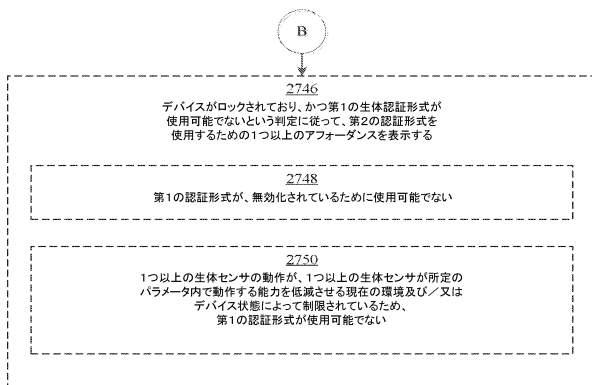 B
2746
デバイスがロックされており、かつ第1の生体認証形式が
使用可能でないという判定に従って、第2の認証形式を
使用するための1つ以上のアフォーダンスを表示する
2748
第1の認証形式が、無効化されているために使用可能でない
2750
1つ以上の生体センサの動作が、1つ以上の生体センサが所定の
パラメータ内で動作する能力を低減させる現在の環境及び／又は
デバイス状態によって制限されているため、
第1の認証形式が使用可能でない